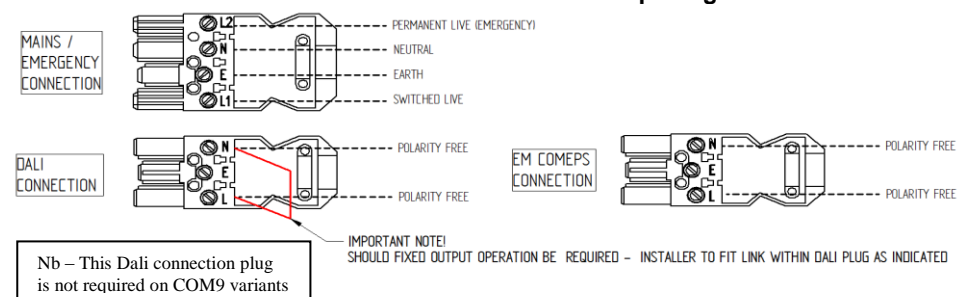 MAINS /
EMERGENCY
CONNECTION
L2
N
E
L1
PERMANENT LIVE (EMERGENCY)
NEUTRAL
EARTH
SWITCHED LIVE
DALI
CONNECTION
N
E
L
POLARITY FREE
POLARITY FREE
EM COMEPS
CONNECTION
N
E
L
POLARITY FREE
POLARITY FREE
IMPORTANT NOTE!
SHOULD FIXED OUTPUT OPERATION BE REQUIRED - INSTALLER TO FIT LINK WITHIN DALI PLUG AS INDICATED
Nb – This Dali connection plug
is not required on COM9 variants